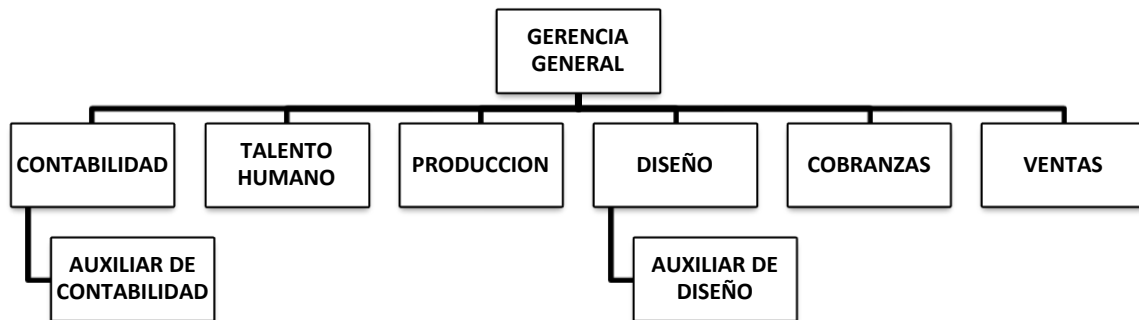 GERENCIA
GENERAL
CONTABILIDAD
TALENTO
HUMANO
PRODUCCION
DISEÑO
COBRANZAS
VENTAS
AUXILIAR DE
CONTABILIDAD
AUXILIAR DE
DISEÑO